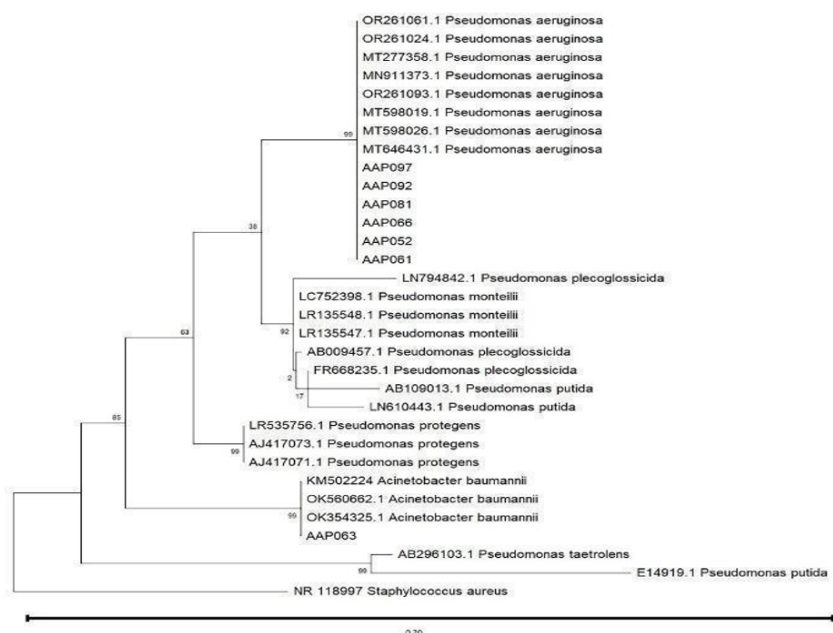 OR261061.1 Pseudomonas aeruginosa
OR261024.1 Pseudomonas aeruginosa
MT277358.1 Pseudomonas aeruginosa
MN911373.1 Pseudomonas aeruginosa
OR261093.1 Pseudomonas aeruginosa
MT598019.1 Pseudomonas aeruginosa
99
MT598026.1 Pseudomonas aeruginosa
MT646431.1 Pseudomonas aeruginosa
AAP097
AAP092
AAP081
AAP066
38
AAP052
AAP061
LN794842.1 Pseudomonas plecoglossicida
LC752398.1 Pseudomonas monteilii
LR135548.1 Pseudomonas monteilii
63
92
LR135547.1 Pseudomonas monteilii
AB009457.1 Pseudomonas plecoglossicida
FR668235.1 Pseudomonas plecoglossicida
2
AB109013.1 Pseudomonas putida
17
LN610443.1 Pseudomonas putida
85
LR535756.1 Pseudomonas protegens
AJ417073.1 Pseudomonas protegens
99
AJ417071.1 Pseudomonas protegens
KM502224 Acinetobacter baumannii
OK560662.1 Acinetobacter baumannii
99
OK354325.1 Acinetobacter baumannii
AAP063
AB296103.1 Pseudomonas taetrolens
99
E14919.1 Pseudomonas putida
NR 118997 Staphylococcus aureus